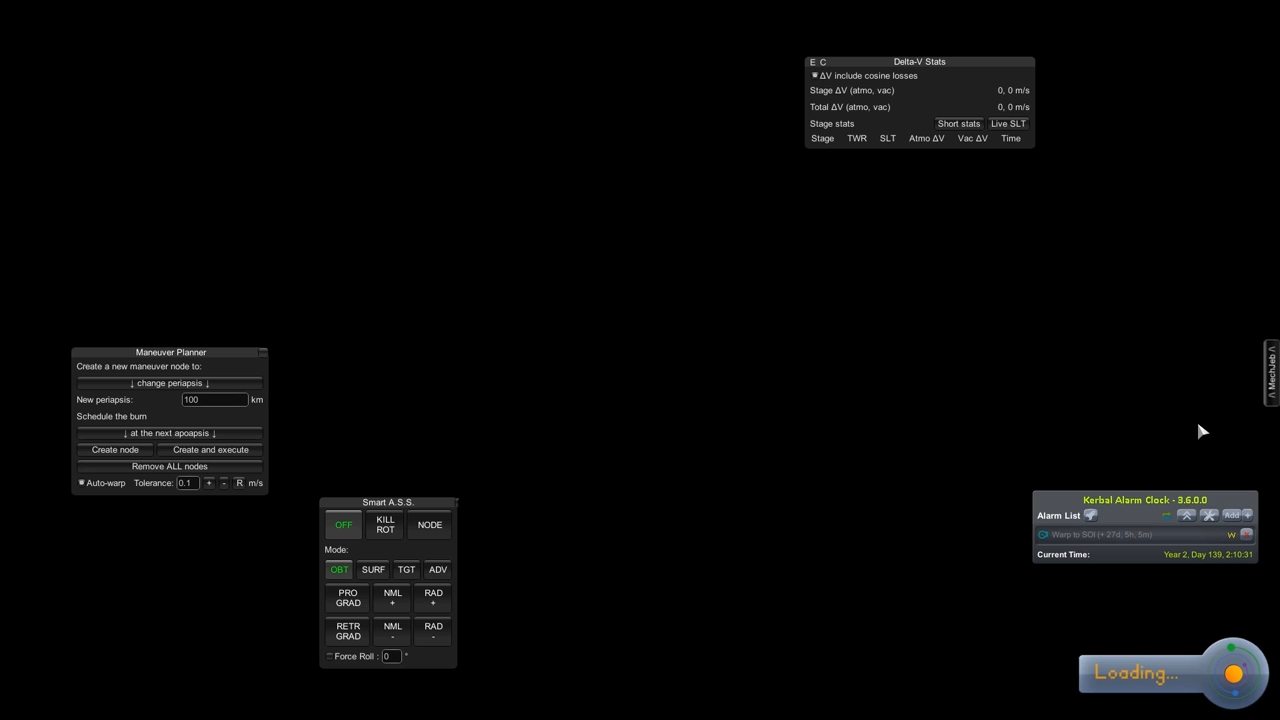 E C Delta-V Stats
ΔV include cosine losses
Stage ΔV (atmo, vac) 0, 0 m/s
Total ΔV (atmo, vac) 0, 0 m/s
Stage stats Short stats Live SLT
Stage TWR SLT Atmo ΔV Vac ΔV Time
Maneuver Planner
Create a new maneuver node to:
↓ change periapsis ↓
New periapsis: 100 km
Schedule the burn
↓ at the next apoapsis ↓
Create node Create and execute
Remove ALL nodes
Auto-warp Tolerance: 0.1 + - R m/s
< MechJeb <
Smart A.S.S.
OFF KILL ROT NODE
Mode:
OBT SURF TGT ADV
PRO GRAD NML + RAD +
RETR GRAD NML - RAD -
Force Roll : 0 °
Kerbal Alarm Clock - 3.6.0.0
Alarm List Add +
Warp to SOI (+ 27d, 5h, 5m) W
Current Time: Year 2, Day 139, 2:10:31
Loading...